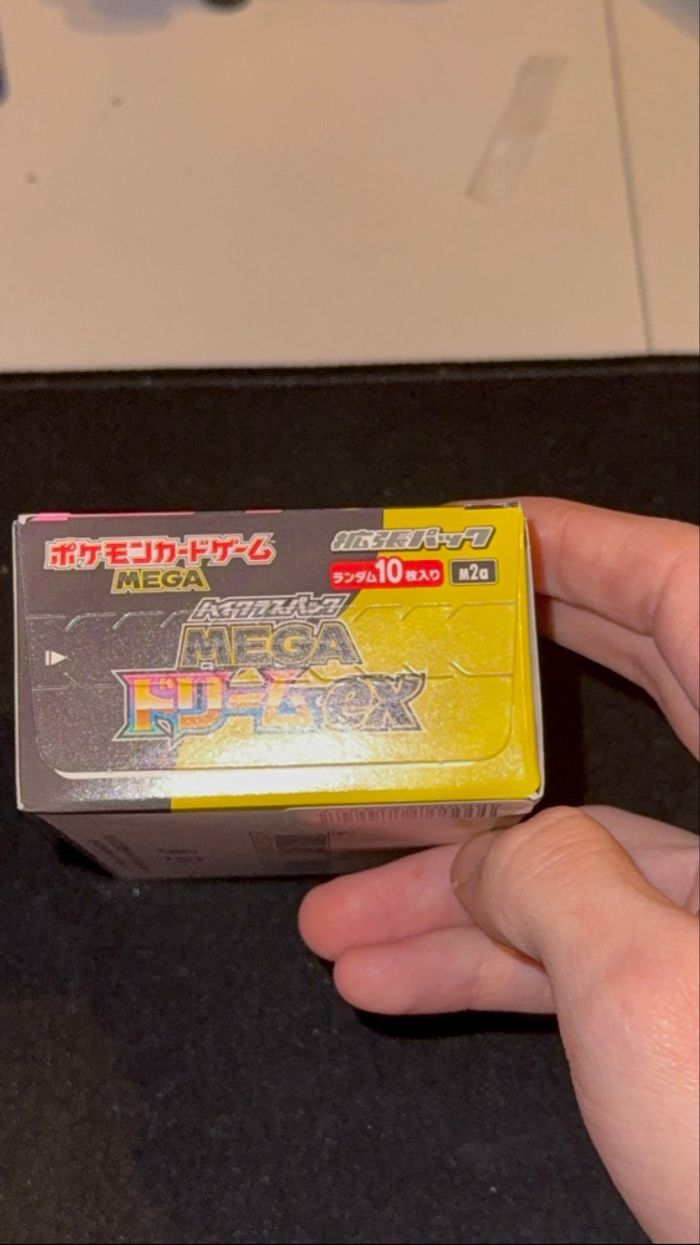 ポケモンカードゲーム
MEGA
拡張パック
ランダム10枚入り M2a
ハイクラスパック
MEGA
ドリームex